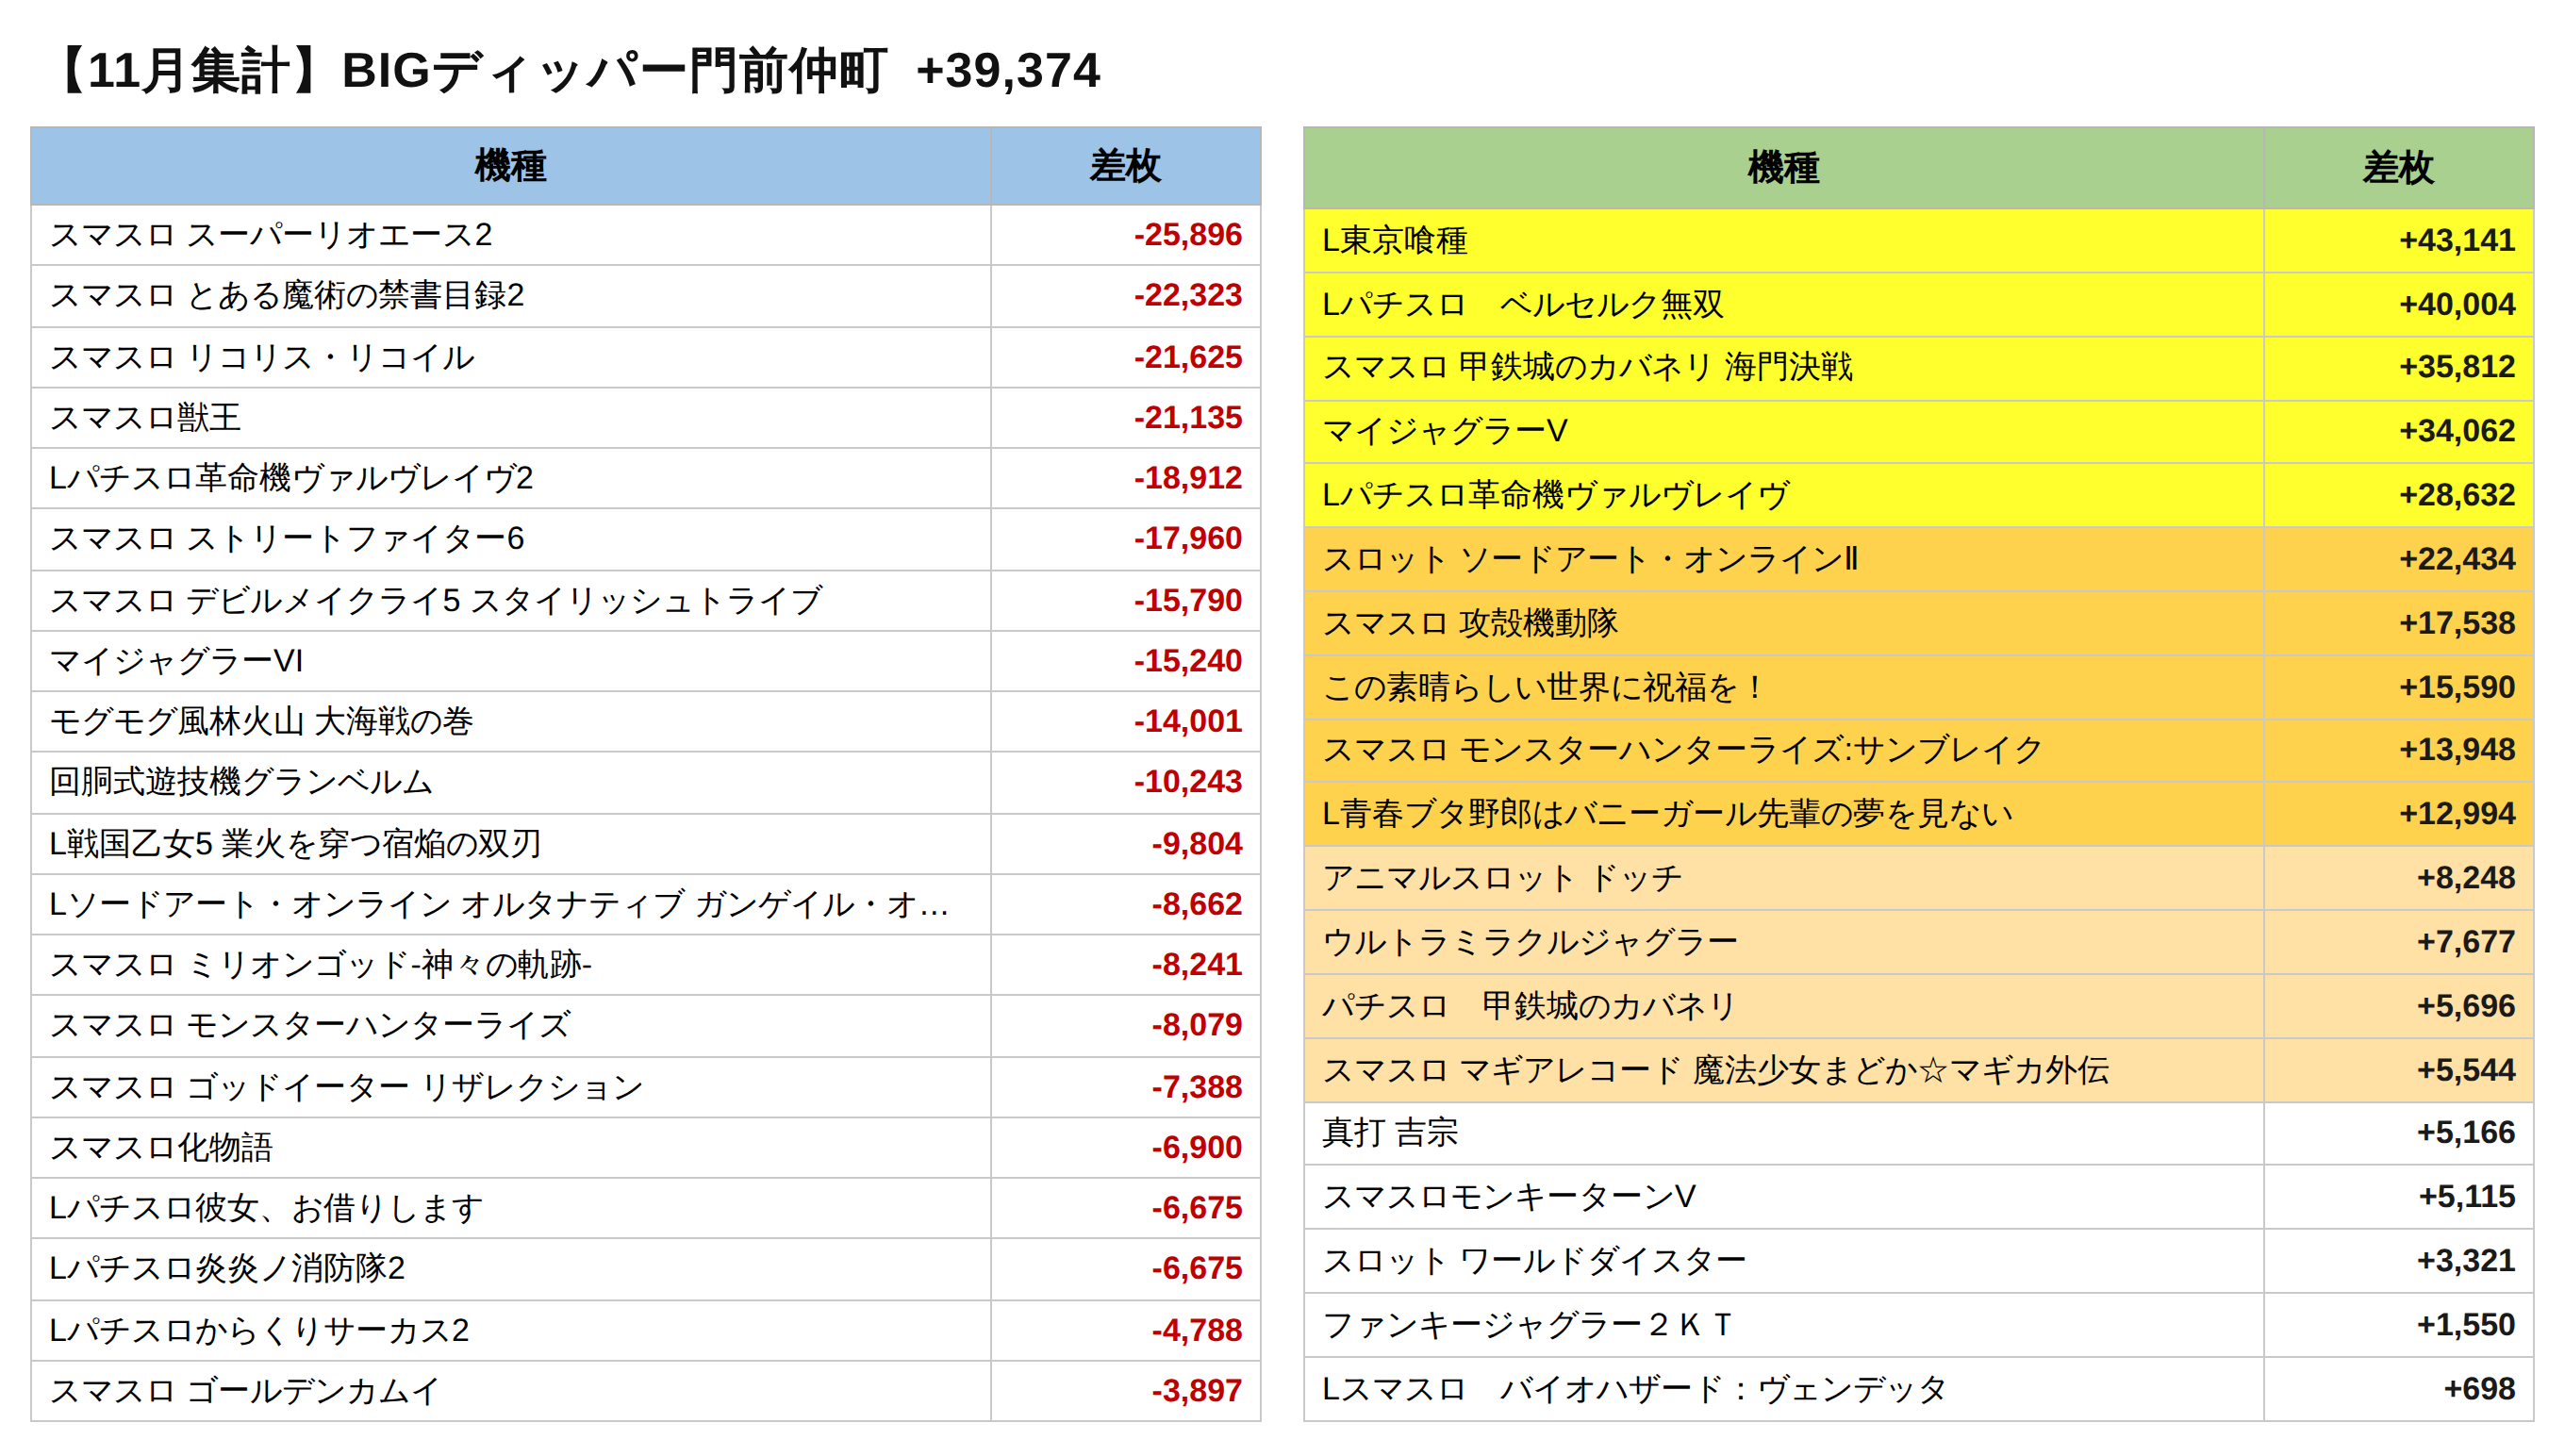 【11月集計】BIGディッパー門前仲町 +39,374
機種 差枚
スマスロ スーパーリオエース2 -25,896
スマスロ とある魔術の禁書目録2 -22,323
スマスロ リコリス・リコイル -21,625
スマスロ獣王 -21,135
Lパチスロ革命機ヴァルヴレイヴ2 -18,912
スマスロ ストリートファイター6 -17,960
スマスロ デビルメイクライ5 スタイリッシュトライブ -15,790
マイジャグラーVI -15,240
モグモグ風林火山 大海戦の巻 -14,001
回胴式遊技機グランベルム -10,243
L戦国乙女5 業火を穿つ宿焔の双刃 -9,804
Lソードアート・オンライン オルタナティブ ガンゲイル・オ… -8,662
スマスロ ミリオンゴッド-神々の軌跡- -8,241
スマスロ モンスターハンターライズ -8,079
スマスロ ゴッドイーター リザレクション -7,388
スマスロ化物語 -6,900
Lパチスロ彼女、お借りします -6,675
Lパチスロ炎炎ノ消防隊2 -6,675
Lパチスロからくりサーカス2 -4,788
スマスロ ゴールデンカムイ -3,897
機種 差枚
L東京喰種 +43,141
Lパチスロ　ベルセルク無双 +40,004
スマスロ 甲鉄城のカバネリ 海門決戦 +35,812
マイジャグラーV +34,062
Lパチスロ革命機ヴァルヴレイヴ +28,632
スロット ソードアート・オンラインⅡ +22,434
スマスロ 攻殻機動隊 +17,538
この素晴らしい世界に祝福を！ +15,590
スマスロ モンスターハンターライズ:サンブレイク +13,948
L青春ブタ野郎はバニーガール先輩の夢を見ない +12,994
アニマルスロット ドッチ +8,248
ウルトラミラクルジャグラー +7,677
パチスロ　甲鉄城のカバネリ +5,696
スマスロ マギアレコード 魔法少女まどか☆マギカ外伝 +5,544
真打 吉宗 +5,166
スマスロモンキーターンV +5,115
スロット ワールドダイスター +3,321
ファンキージャグラー２ＫＴ +1,550
Lスマスロ　バイオハザード：ヴェンデッタ +698